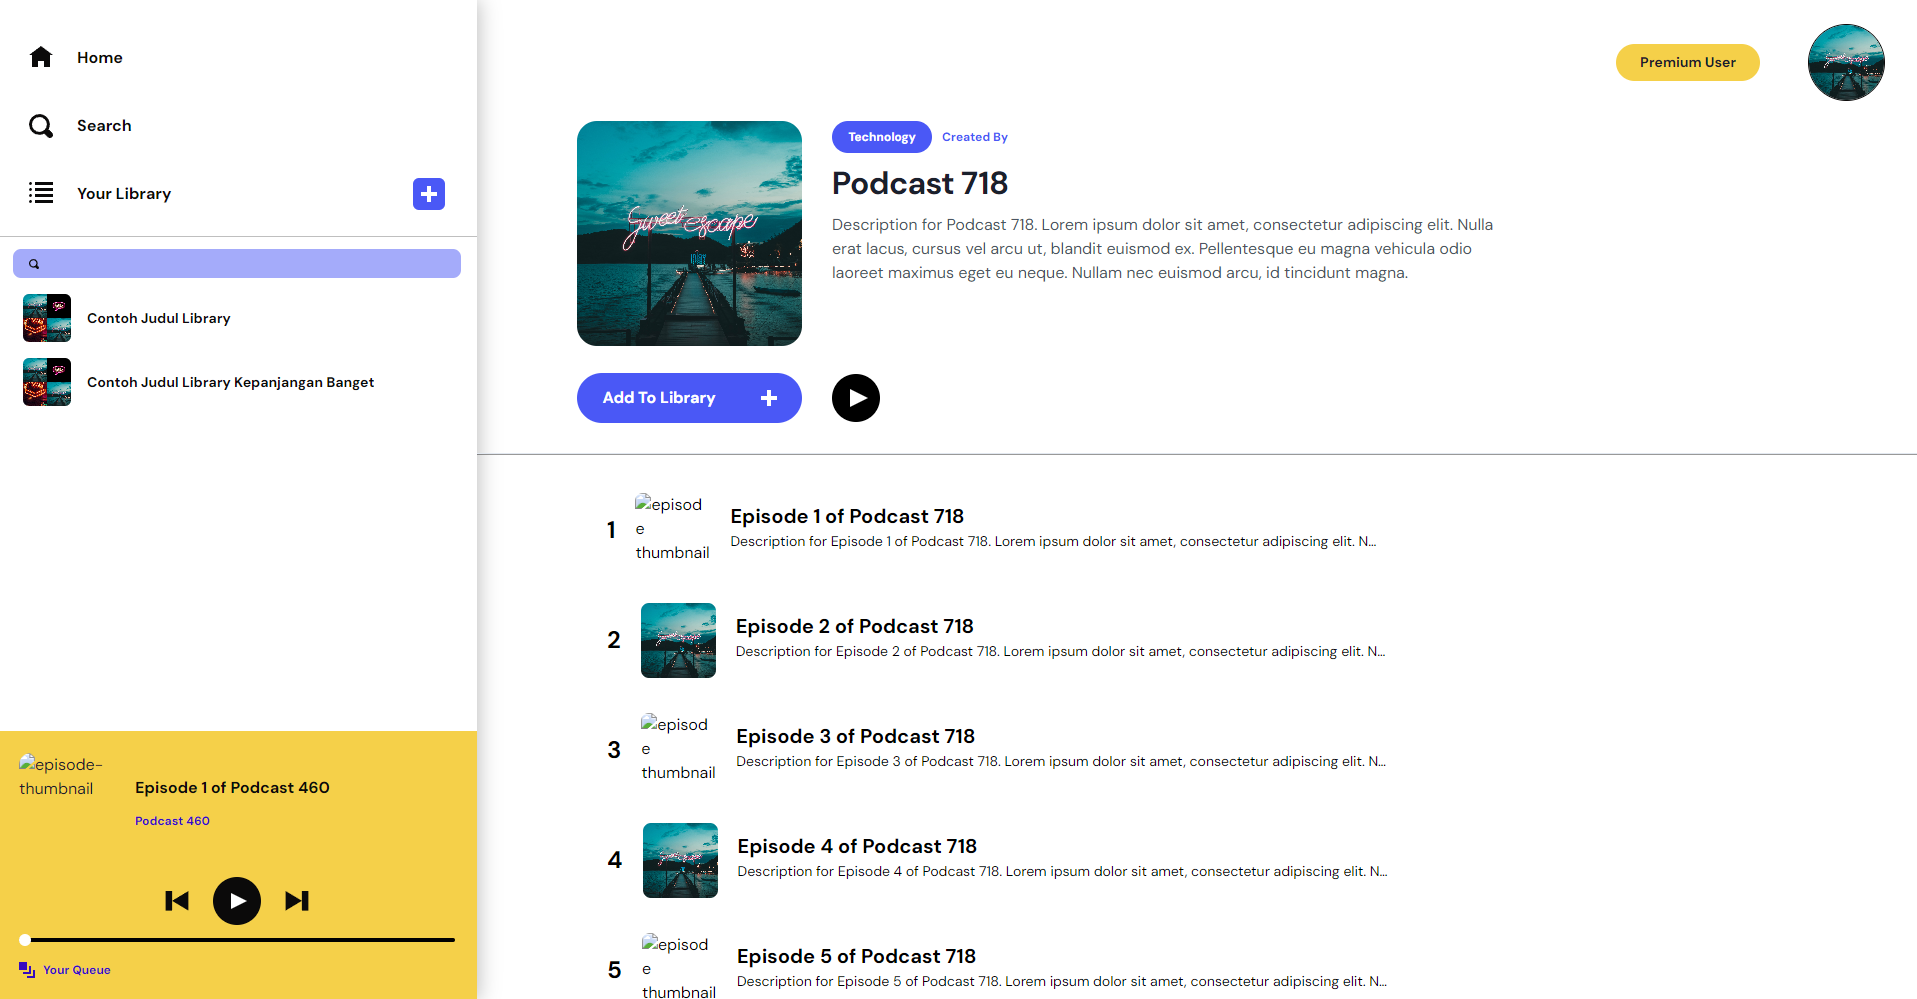 Home
Search
Your Library
Contoh Judul Library
Contoh Judul Library Kepanjangan Banget
episode-
thumbnail
Episode 1 of Podcast 460
Podcast 460
Your Queue
Premium User
Technology
Created By
Podcast 718
sweet escape
Description for Podcast 718. Lorem ipsum dolor sit amet, consectetur adipiscing elit. Nulla
erat lacus, cursus vel arcu ut, blandit euismod ex. Pellentesque eu magna vehicula odio
laoreet maximus eget eu neque. Nullam nec euismod arcu, id tincidunt magna.
Add To Library
1
episod
e
thumbnail
Episode 1 of Podcast 718
Description for Episode 1 of Podcast 718. Lorem ipsum dolor sit amet, consectetur adipiscing elit. N...
2
Episode 2 of Podcast 718
Description for Episode 2 of Podcast 718. Lorem ipsum dolor sit amet, consectetur adipiscing elit. N...
3
episod
e
thumbnail
Episode 3 of Podcast 718
Description for Episode 3 of Podcast 718. Lorem ipsum dolor sit amet, consectetur adipiscing elit. N...
4
Episode 4 of Podcast 718
Description for Episode 4 of Podcast 718. Lorem ipsum dolor sit amet, consectetur adipiscing elit. N...
5
episod
e
thumbnail
Episode 5 of Podcast 718
Description for Episode 5 of Podcast 718. Lorem ipsum dolor sit amet, consectetur adipiscing elit. N...